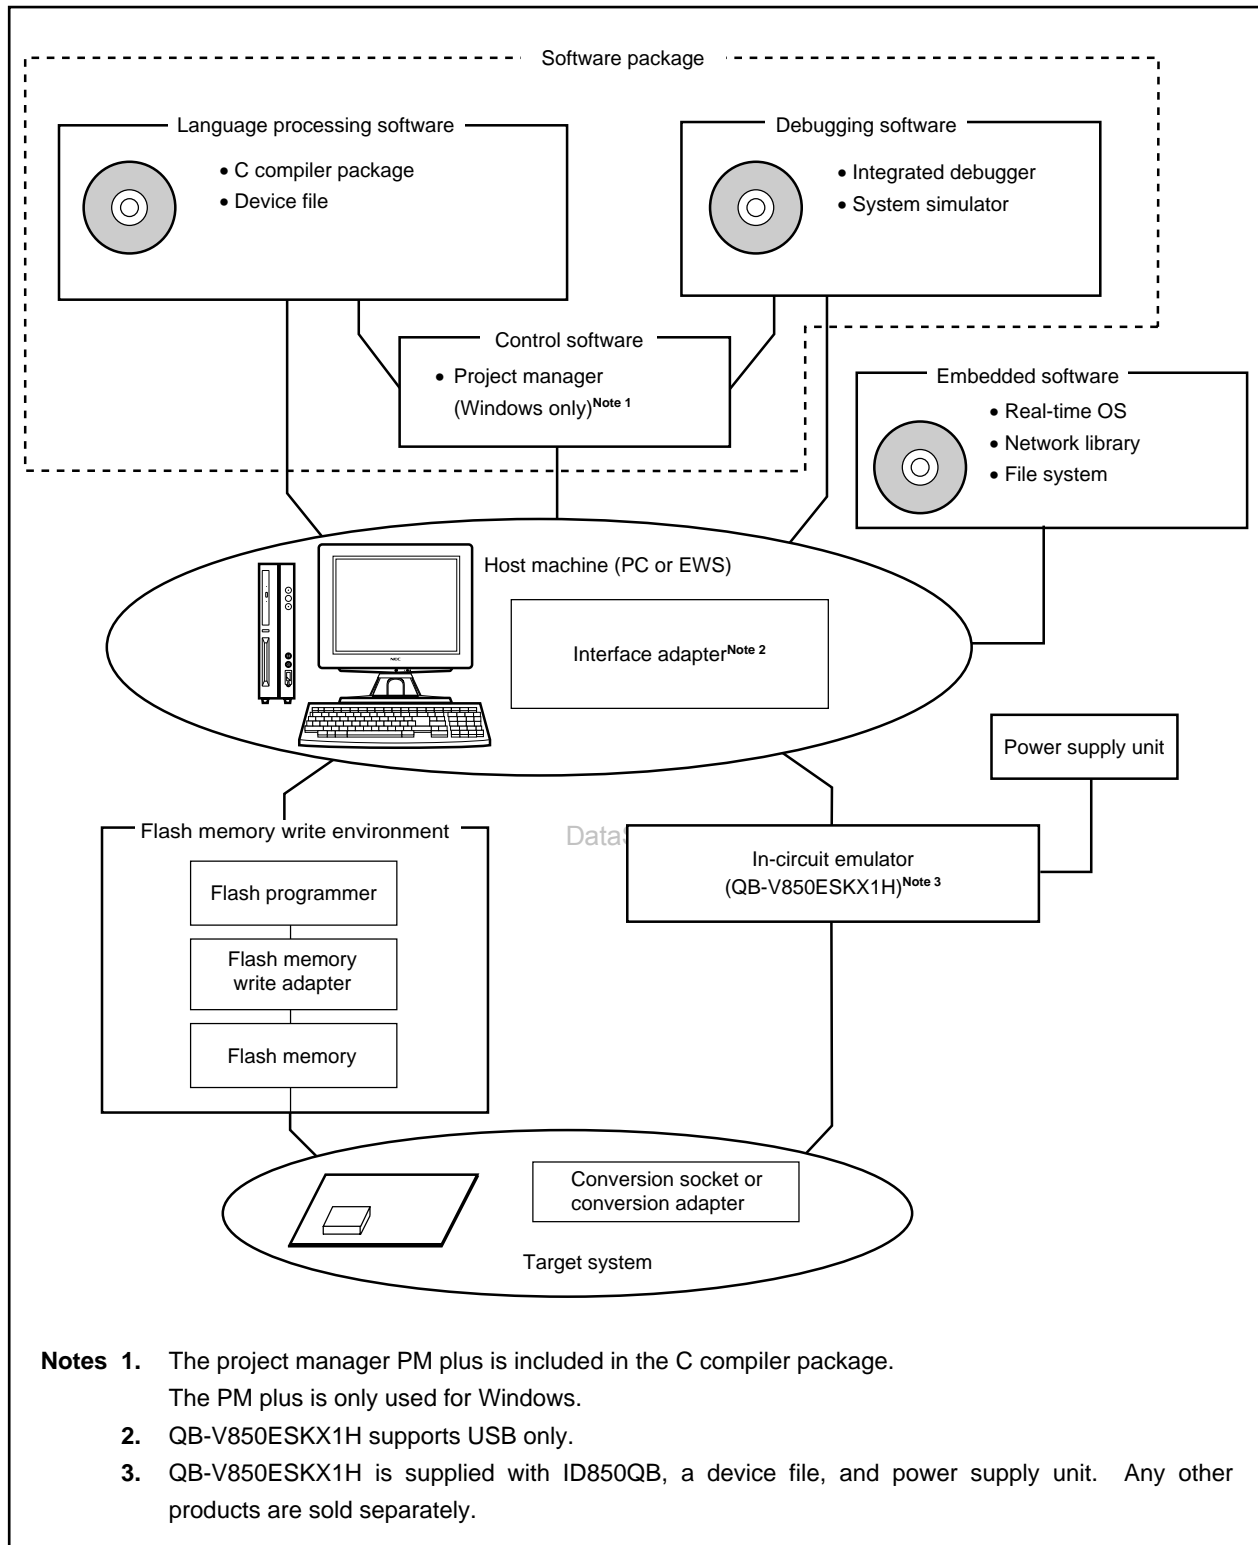 Software package
Language processing software
• C compiler package
• Device file
Debugging software
• Integrated debugger
• System simulator
Control software
• Project manager
(Windows only)Note 1
Embedded software
• Real-time OS
• Network library
• File system
Host machine (PC or EWS)
NEC
Interface adapterNote 2
Power supply unit
Flash memory write environment
Flash programmer
Flash memory
write adapter
Flash memory
DataS
In-circuit emulator
(QB-V850ESKX1H)Note 3
Conversion socket or
conversion adapter
Target system
Notes 1. The project manager PM plus is included in the C compiler package.
The PM plus is only used for Windows.
2. QB-V850ESKX1H supports USB only.
3. QB-V850ESKX1H is supplied with ID850QB, a device file, and power supply unit. Any other
products are sold separately.